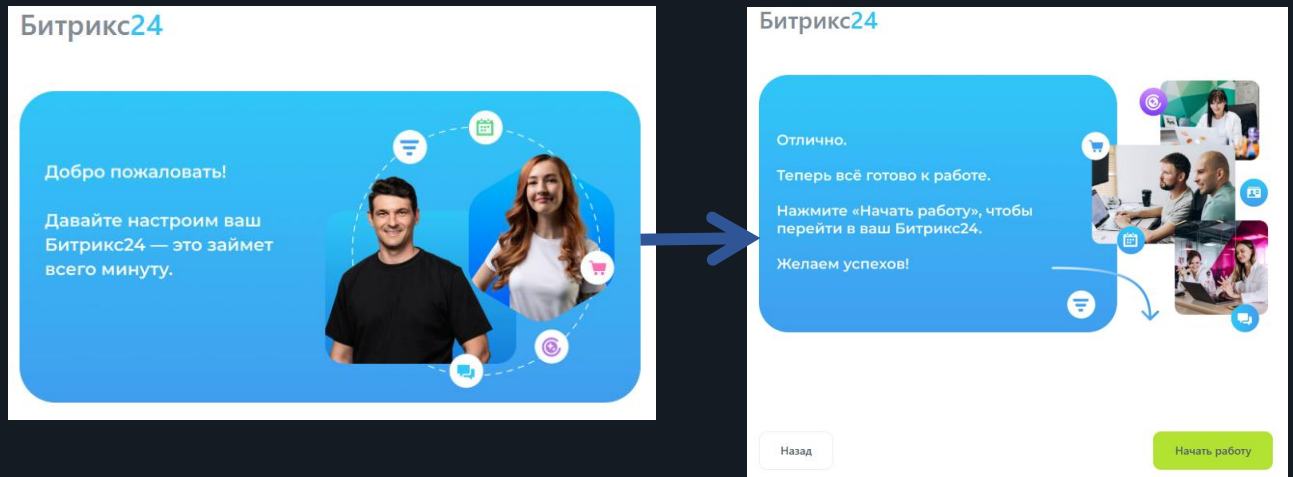 Битрикс24
Добро пожаловать!
Давайте настроим ваш
Битрикс24 — это займет
всего минуту.
Битрикс24
Отлично.
Теперь всё готово к работе.
Нажмите «Начать работу», чтобы
перейти в ваш Битрикс24.
Желаем успехов!
Назад
Начать работу